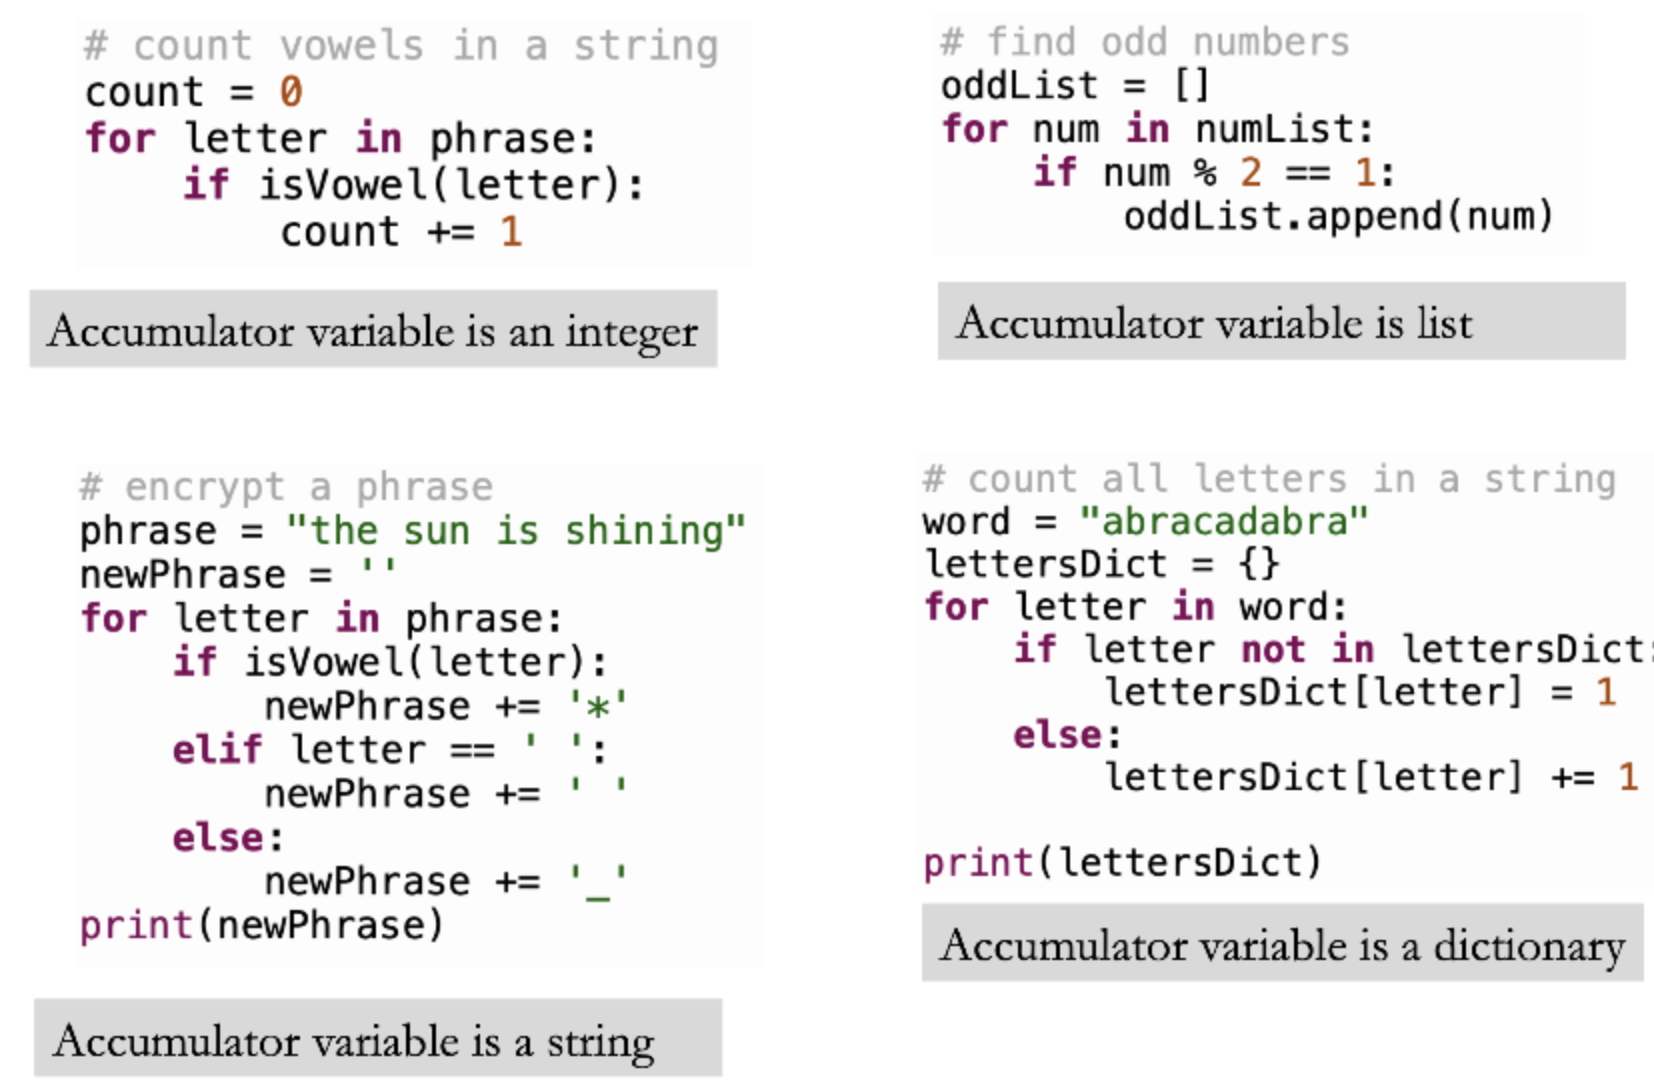 # count vowels in a string
count = 0
for letter in phrase:
    if isVowel(letter):
        count += 1
Accumulator variable is an integer
# find odd numbers
oddList = []
for num in numList:
    if num % 2 == 1:
        oddList.append(num)
Accumulator variable is list
# encrypt a phrase
phrase = "the sun is shining"
newPhrase = ''
for letter in phrase:
    if isVowel(letter):
        newPhrase += '*'
    elif letter == ' ':
        newPhrase += ' '
    else:
        newPhrase += '_'
print(newPhrase)
Accumulator variable is a string
# count all letters in a string
word = "abracadabra"
lettersDict = {}
for letter in word:
    if letter not in lettersDict:
        lettersDict[letter] = 1
    else:
        lettersDict[letter] += 1
print(lettersDict)
Accumulator variable is a dictionary